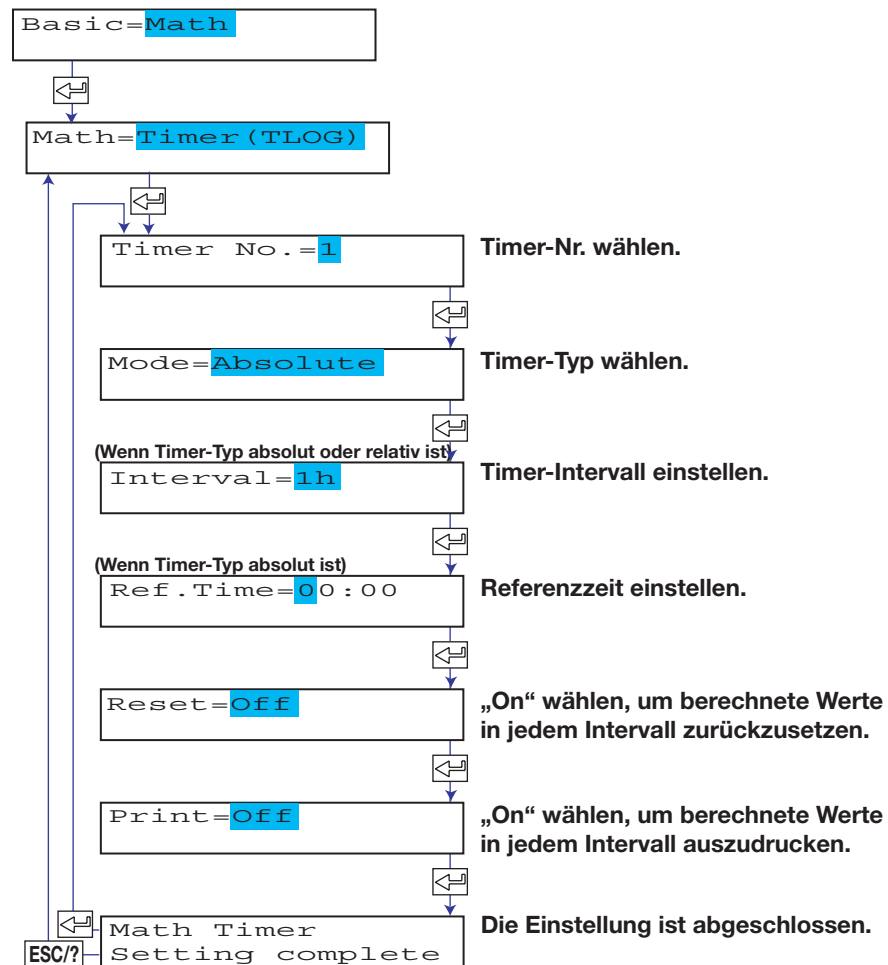 Basic=Math
Math=Timer(TLOG)
Timer No.=1
Timer-Nr. wählen.
Mode=Absolute
Timer-Typ wählen.
(Wenn Timer-Typ absolut oder relativ ist)
Interval=1h
Timer-Intervall einstellen.
(Wenn Timer-Typ absolut ist)
Ref.Time=00:00
Referenzzeit einstellen.
Reset=Off
„On“ wählen, um berechnete Werte
in jedem Intervall zurückzusetzen.
Print=Off
„On“ wählen, um berechnete Werte
in jedem Intervall auszudrucken.
Math Timer
Setting complete
Die Einstellung ist abgeschlossen.
ESC/?